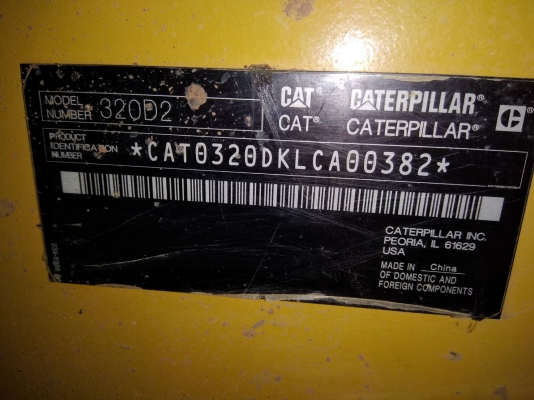 MODEL NUMBER 320D2
CAT® CATERPILLAR®
CAT® CATERPILLAR® C
PRODUCT IDENTIFICATION NUMBER *CAT0320DKLCA00382*
CATERPILLAR INC.
PEORIA, IL 61629
USA
MADE IN China
OF DOMESTIC AND
FOREIGN COMPONENTS